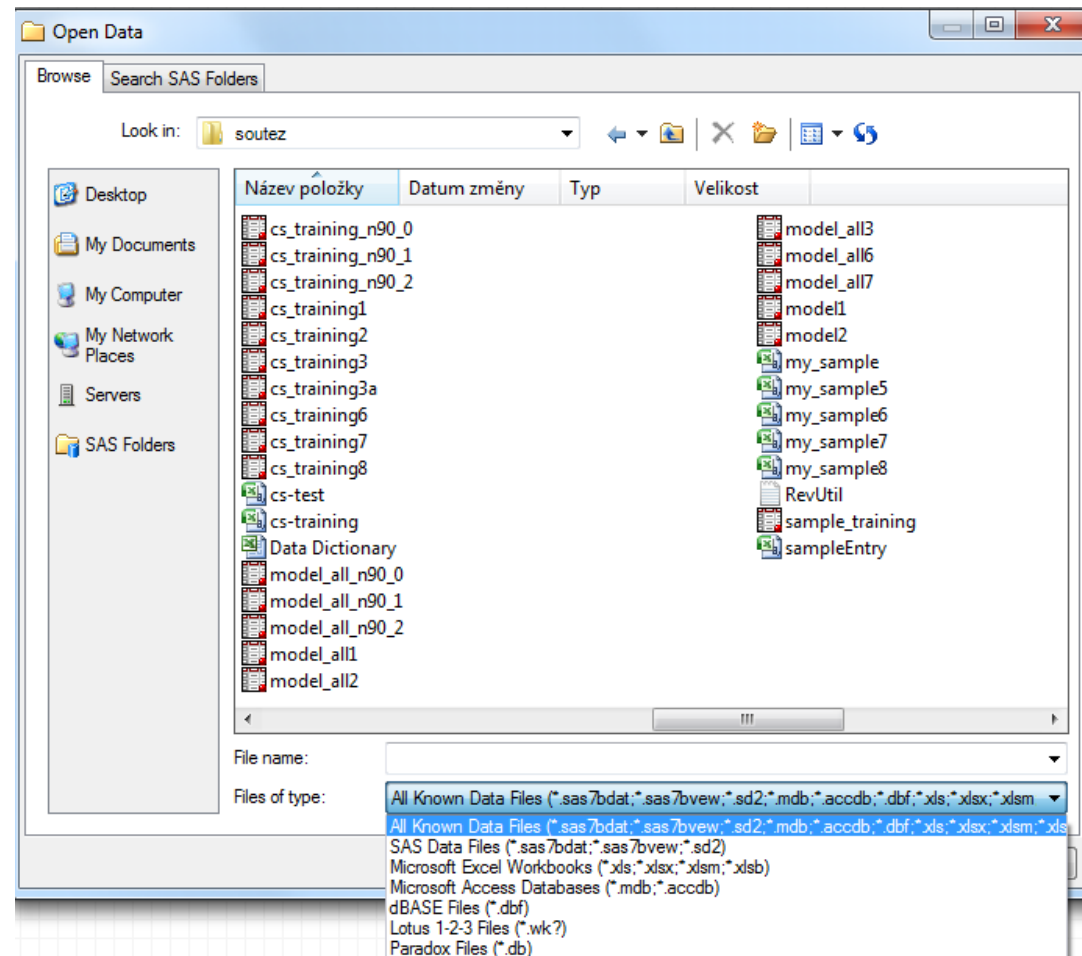 Open Data
Browse
Search SAS Folders
Look in:
soutez
Desktop
My Documents
My Computer
My Network
Places
Servers
SAS Folders
Název položky
Datum změny
Typ
Velikost
cs_training_n90_0
cs_training_n90_1
cs_training_n90_2
cs_training1
cs_training2
cs_training3
cs_training3a
cs_training6
cs_training7
cs_training8
cs-test
cs-training
Data Dictionary
model_all_n90_0
model_all_n90_1
model_all_n90_2
model_all1
model_all2
model_all3
model_all6
model_all7
model1
model2
my_sample
my_sample5
my_sample6
my_sample7
my_sample8
RevUtil
sample_training
sampleEntry
File name:
Files of type:
All Known Data Files (*.sas7bdat;*.sas7bvew;*.sd2;*.mdb;*.accdb;*.dbf;*.xls;*.xlsx;*.xlsm
All Known Data Files (*.sas7bdat;*.sas7bvew;*.sd2;*.mdb;*.accdb;*.dbf;*.xls;*.xlsx;*.xlsm;*.xls
SAS Data Files (*.sas7bdat;*.sas7bvew;*.sd2)
Microsoft Excel Workbooks (*.xls;*.xlsx;*.xlsm;*.xlsb)
Microsoft Access Databases (*.mdb;*.accdb)
dBASE Files (*.dbf)
Lotus 1-2-3 Files (*.wk?)
Paradox Files (*.db)